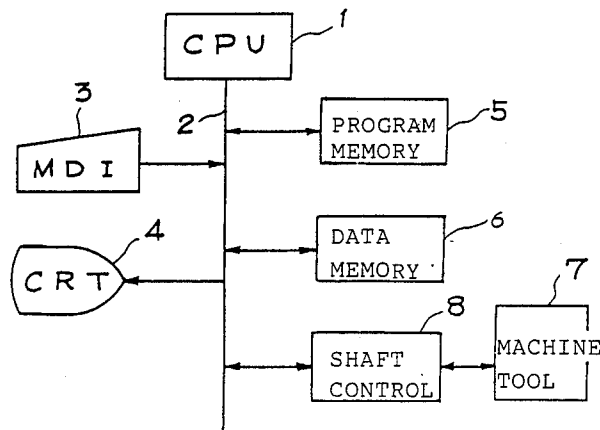 1
CPU
3
2
5
PROGRAM
MEMORY
MDI
4
6
DATA
MEMORY
CRT
7
8
MACHINE
TOOL
SHAFT
CONTROL